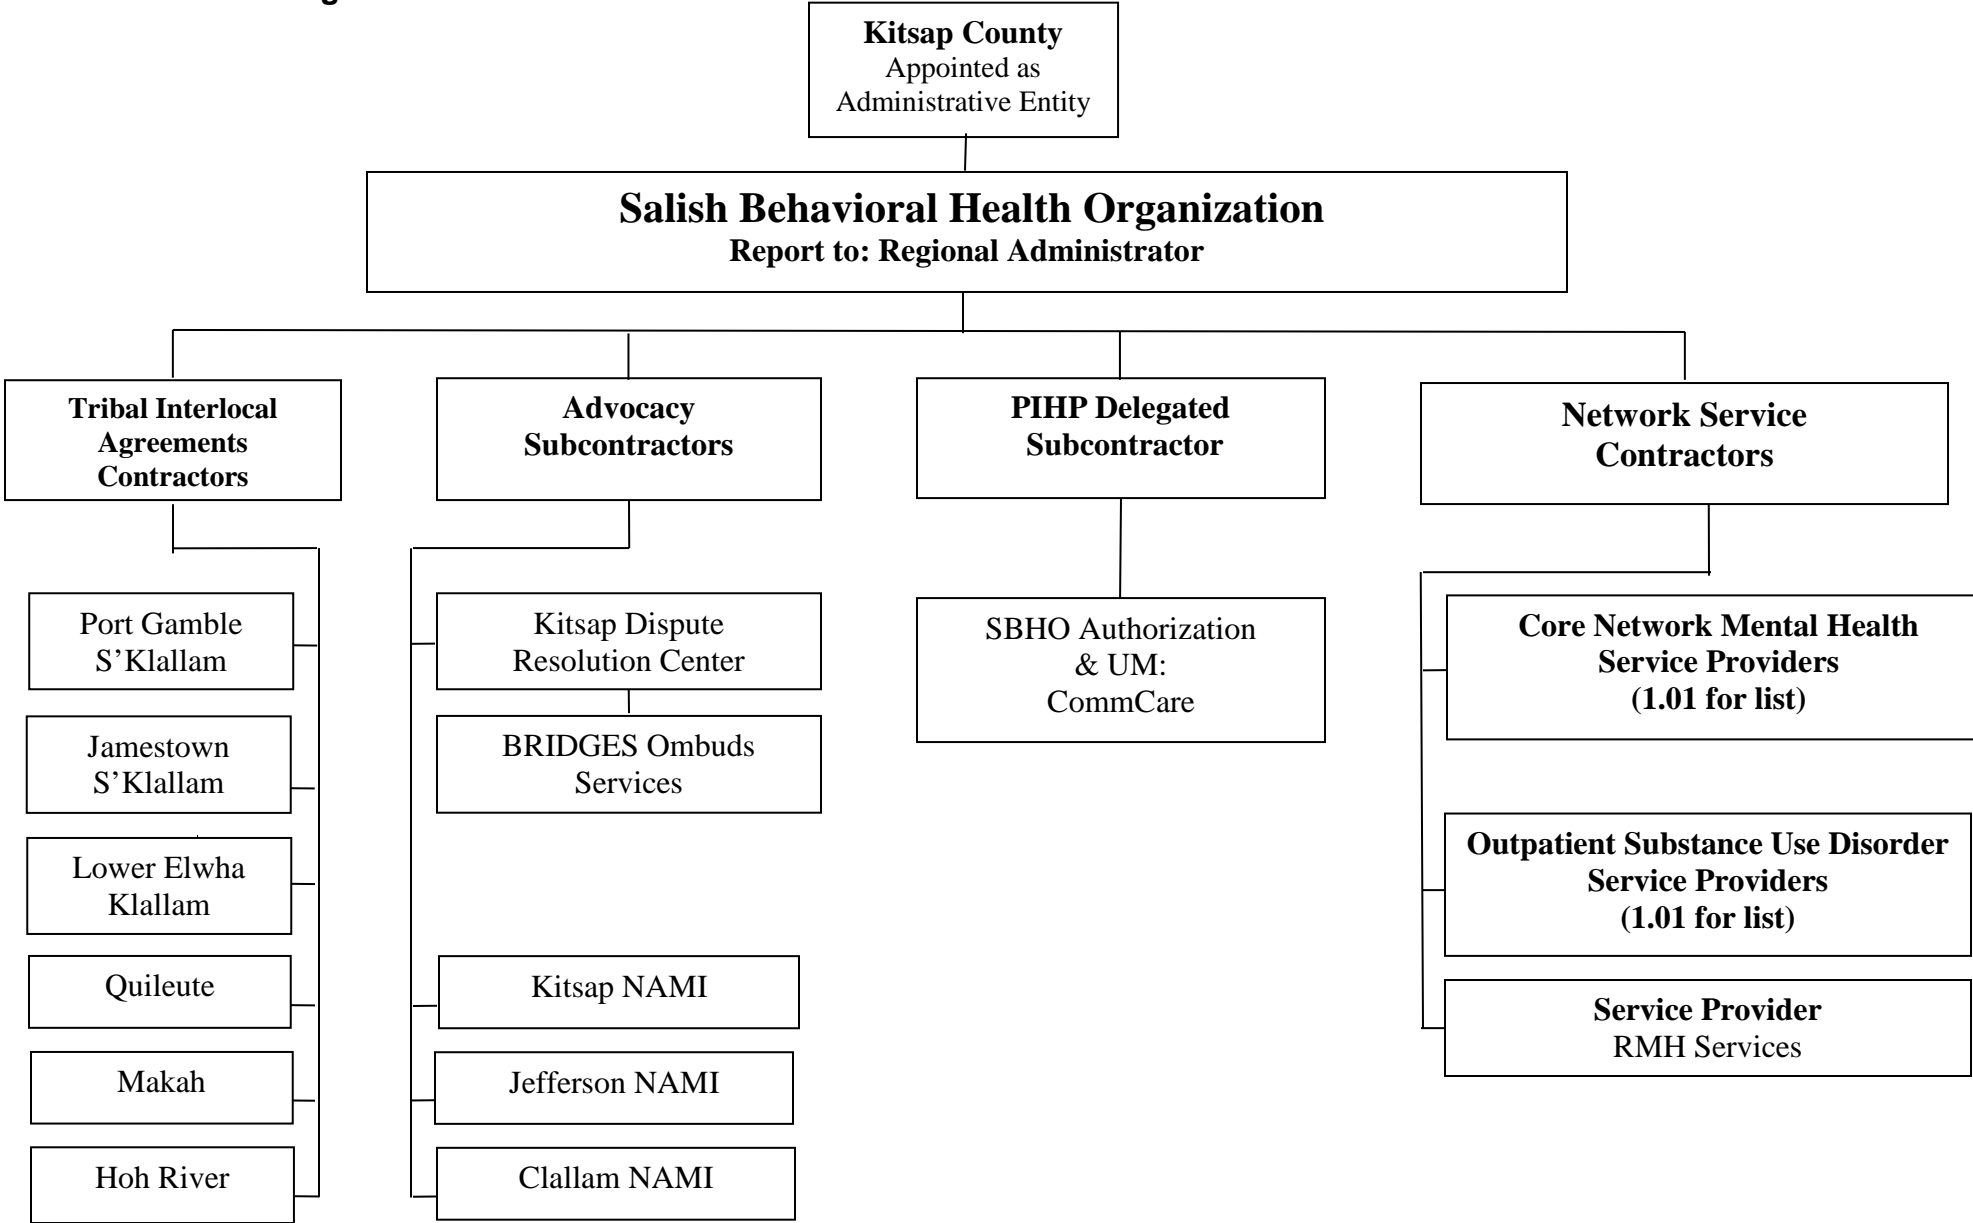 Kitsap County
Appointed as
Administrative Entity
Salish Behavioral Health Organization
Report to: Regional Administrator
Tribal Interlocal
Agreements
Contractors
Advocacy
Subcontractors
PIHP Delegated
Subcontractor
Network Service
Contractors
Port Gamble
S’Klallam
Jamestown
S’Klallam
Lower Elwha
Klallam
Quileute
Makah
Hoh River
Kitsap Dispute
Resolution Center
BRIDGES Ombuds
Services
Kitsap NAMI
Jefferson NAMI
Clallam NAMI
SBHO Authorization
& UM:
CommCare
Core Network Mental Health
Service Providers
(1.01 for list)
Outpatient Substance Use Disorder
Service Providers
(1.01 for list)
Service Provider
RMH Services